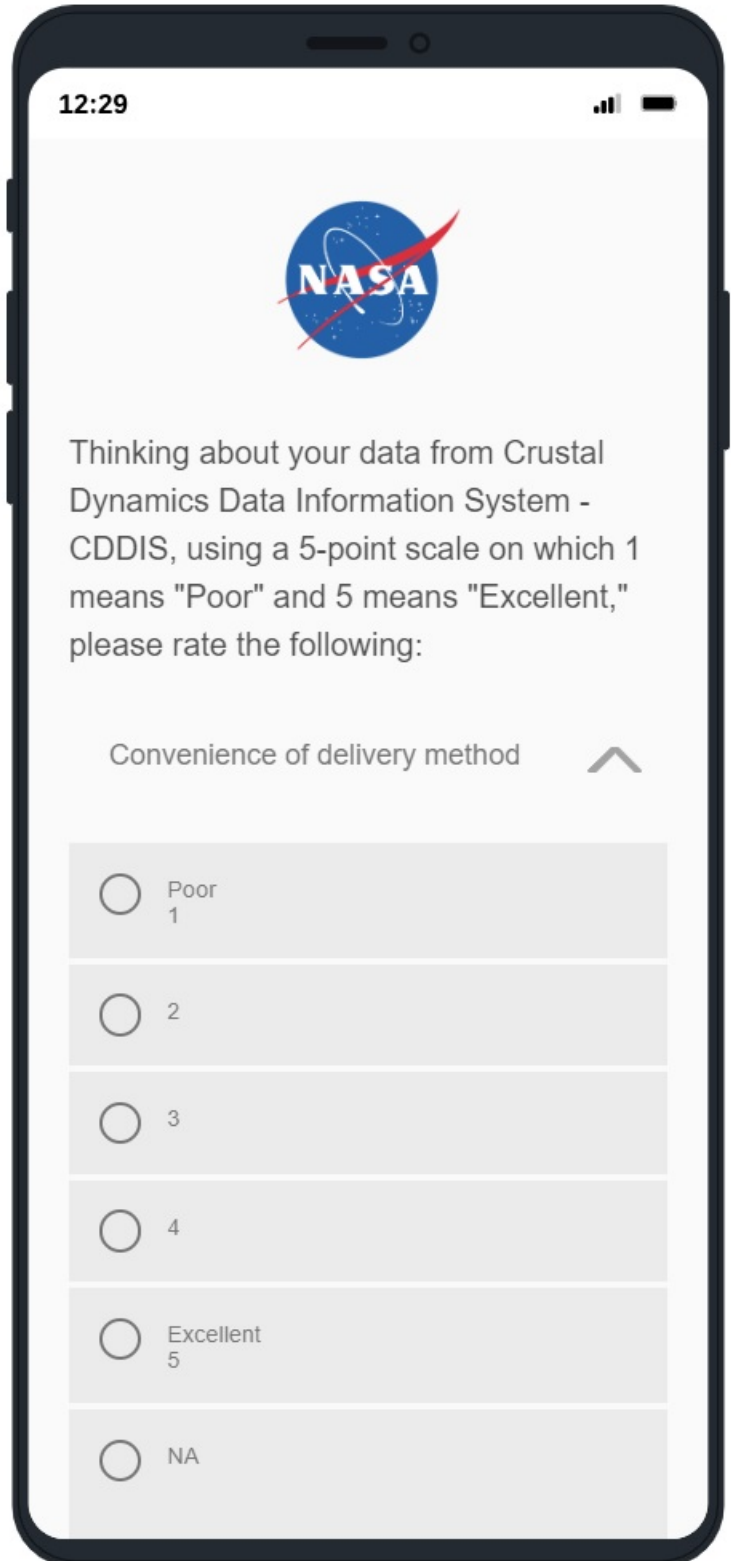 12:29
NASA
Thinking about your data from Crustal
Dynamics Data Information System -
CDDIS, using a 5-point scale on which 1
means "Poor" and 5 means "Excellent,"
please rate the following:
Convenience of delivery method
Poor
1
2
3
4
Excellent
5
NA